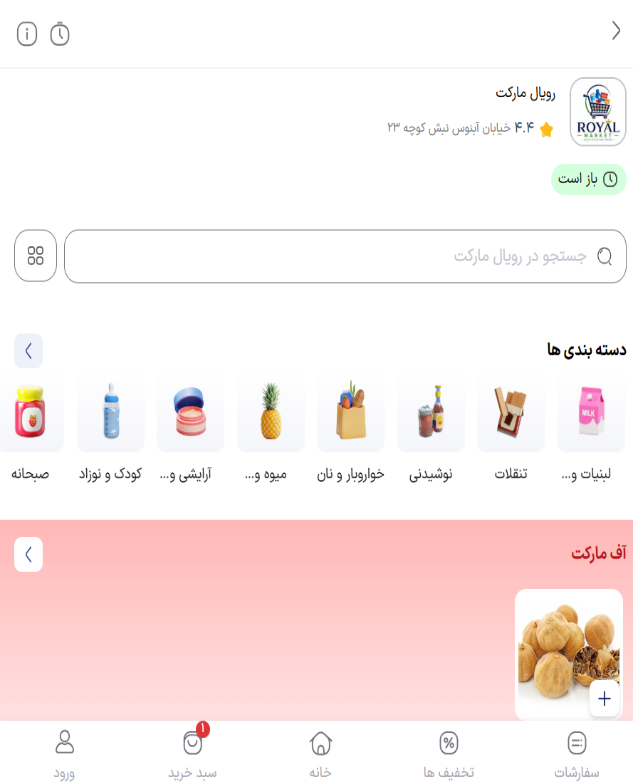 رویال مارکت
ROYAL
MARKET
۴.۴ خیابان آبنوس نبش کوچه ۲۳
باز است
جستجو در رویال مارکت
دسته بندی ها
MILK
لبنیات و...
تنقلات
نوشیدنی
خواروبار و نان
میوه و...
آرایشی و...
کودک و نوزاد
صبحانه
آف مارکت
سفارشات
تخفیف ها
خانه
۱
سبد خرید
ورود